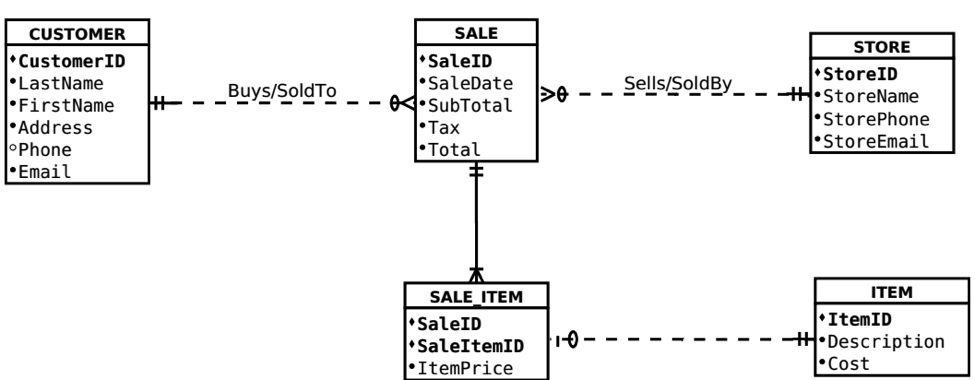 CUSTOMER
CustomerID
LastName
FirstName
Address
Phone
Email
Buys/SoldTo
SALE
SaleID
SaleDate
SubTotal
Tax
Total
Sells/SoldBy
STORE
StoreID
StoreName
StorePhone
StoreEmail
SALE_ITEM
SaleID
SaleItemID
ItemPrice
ITEM
ItemID
Description
Cost